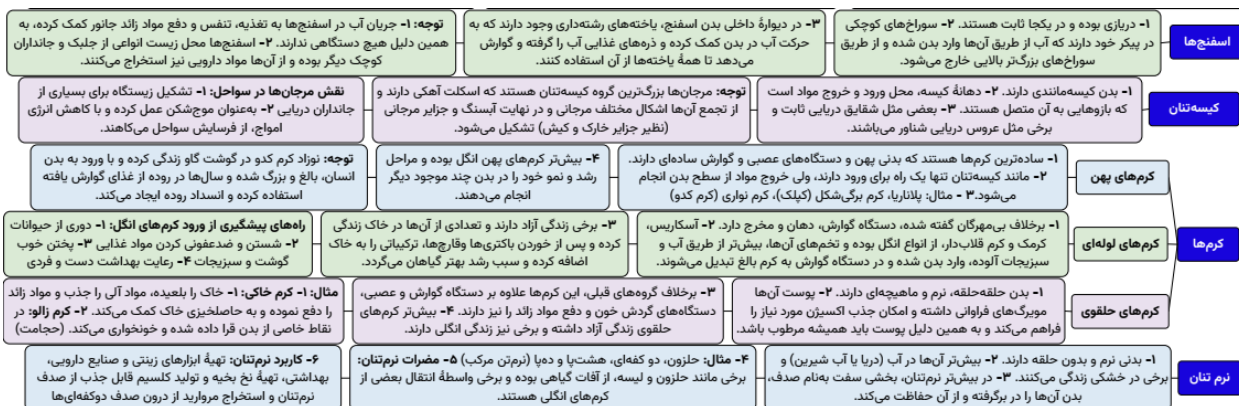 اسفنج‌ها
۱- دریازی بوده و در یکجا ثابت هستند. ۲- سوراخ‌های کوچکی
در پیکر خود دارند که آب از طریق آن‌ها وارد بدن شده و از طریق
سوراخ‌های بزرگ‌تر بالایی خارج می‌شود.
۳- در دیوارهٔ داخلی بدن اسفنج، یاخته‌های رشته‌داری وجود دارند که به
حرکت آب در بدن کمک کرده و ذره‌های غذایی آب را گرفته و گوارش
می‌دهد تا همهٔ یاخته‌ها از آن استفاده کنند.
توجه: ۱- جریان آب در اسفنج‌ها به تغذیه، تنفس و دفع مواد زائد جانور کمک کرده، به
همین دلیل هیچ دستگاهی ندارند. ۲- اسفنج‌ها محل زیست انواعی از جلبک و جانداران
کوچک دیگر بوده و از آن‌ها مواد دارویی نیز استخراج می‌کنند.
کیسه‌تنان
۱- بدن کیسه‌مانندی دارند. ۲- دهانهٔ کیسه، محل ورود و خروج مواد است
که بازوهایی به آن متصل هستند. ۳- بعضی مثل شقایق دریایی ثابت و
برخی مثل عروس دریایی شناور می‌باشند.
توجه: مرجان‌ها بزرگ‌ترین گروه کیسه‌تنان هستند که اسکلت آهکی دارند و
از تجمع آن‌ها اشکال مختلف مرجانی و در نهایت آبسنگ و جزایر مرجانی
(نظیر جزایر خارک و کیش) تشکیل می‌شود.
نقش مرجان‌ها در سواحل: ۱- تشکیل زیستگاه برای بسیاری از
جانداران دریایی ۲- به‌عنوان موج‌شکن عمل کرده و با کاهش انرژی
امواج، از فرسایش سواحل می‌کاهند.
کرم‌ها
کرم‌های پهن
۱- ساده‌ترین کرم‌ها هستند که بدنی پهن و دستگاه‌های عصبی و گوارش ساده‌ای دارند.
۲- مانند کیسه‌تنان تنها یک راه برای ورود دارند، ولی خروج مواد از سطح بدن انجام
می‌شود.۳ - مثال: پلاناریا، کرم برگی‌شکل (کپلک)، کرم نواری (کرم کدو)
۴- بیش‌تر کرم‌های پهن انگل بوده و مراحل
رشد و نمو خود را در بدن چند موجود دیگر
انجام می‌دهند.
توجه: نوزاد کرم کدو در گوشت گاو زندگی کرده و با ورود به بدن
انسان، بالغ و بزرگ شده و سال‌ها در روده از غذای گوارش یافته
استفاده کرده و انسداد روده ایجاد می‌کند.
کرم‌های لوله‌ای
۱- برخلاف بی‌مهرگان گفته شده، دستگاه گوارش، دهان و مخرج دارد. ۲- آسکاریس،
کرمک و کرم قلاب‌دار، از انواع انگل بوده و تخم‌های آن‌ها، بیش‌تر از طریق آب و
سبزیجات آلوده، وارد بدن شده و در دستگاه گوارش به کرم بالغ تبدیل می‌شوند.
۳- برخی زندگی آزاد دارند و تعدادی از آن‌ها در خاک زندگی
کرده و پس از خوردن باکتری‌ها وقارچ‌ها، ترکیباتی را به خاک
اضافه کرده و سبب رشد بهتر گیاهان می‌گردد.
راه‌های پیشگیری از ورود کرم‌های انگل: ۱- دوری از حیوانات
۲- شستن و ضدعفونی کردن مواد غذایی ۳- پختن خوب
گوشت و سبزیجات ۴- رعایت بهداشت دست و فردی
کرم‌های حلقوی
۱- بدن حلقه‌حلقه، نرم و ماهیچه‌ای دارند. ۲- پوست آن‌ها
مویرگ‌های فراوانی داشته و امکان جذب اکسیژن مورد نیاز را
فراهم می‌کند و به همین دلیل پوست باید همیشه مرطوب باشد.
۳- برخلاف گروه‌های قبلی، این کرم‌ها علاوه بر دستگاه گوارش و عصبی،
دستگاه‌های گردش خون و دفع مواد زائد را نیز دارند. ۴- بیش‌تر کرم‌های
حلقوی زندگی آزاد داشته و برخی نیز زندگی انگلی دارند.
مثال: ۱- کرم خاکی: ۱- خاک را بلعیده، مواد آلی را جذب و مواد زائد
را دفع نموده و به حاصلخیزی خاک کمک می‌کند. ۲- کرم زالو: در
نقاط خاصی از بدن قرا داده شده و خونخواری می‌کند. (حجامت)
نرم تنان
۱- بدنی نرم و بدون حلقه دارند. ۲- بیش‌تر آن‌ها در آب (دریا یا آب شیرین) و
برخی در خشکی زندگی می‌کنند. ۳- در بیش‌تر نرم‌تنان، بخشی سفت به‌نام صدف،
بدن آن‌ها را در برگرفته و از آن حفاظت می‌کند.
۴- مثال: حلزون، دو کفه‌ای، هشت‌پا و ده‌پا (نرم‌تن مرکب) ۵- مضرات نرم‌تنان:
برخی مانند حلزون و لیسه، از آفات گیاهی بوده و برخی واسطهٔ انتقال بعضی از
کرم‌های انگلی هستند.
۶- کاربرد نرم‌تنان: تهیهٔ ابزارهای زینتی و صنایع دارویی،
بهداشتی، تهیهٔ نخ بخیه و تولید کلسیم قابل جذب از صدف
نرم‌تنان و استخراج مروارید از درون صدف دوکفه‌ای‌ها